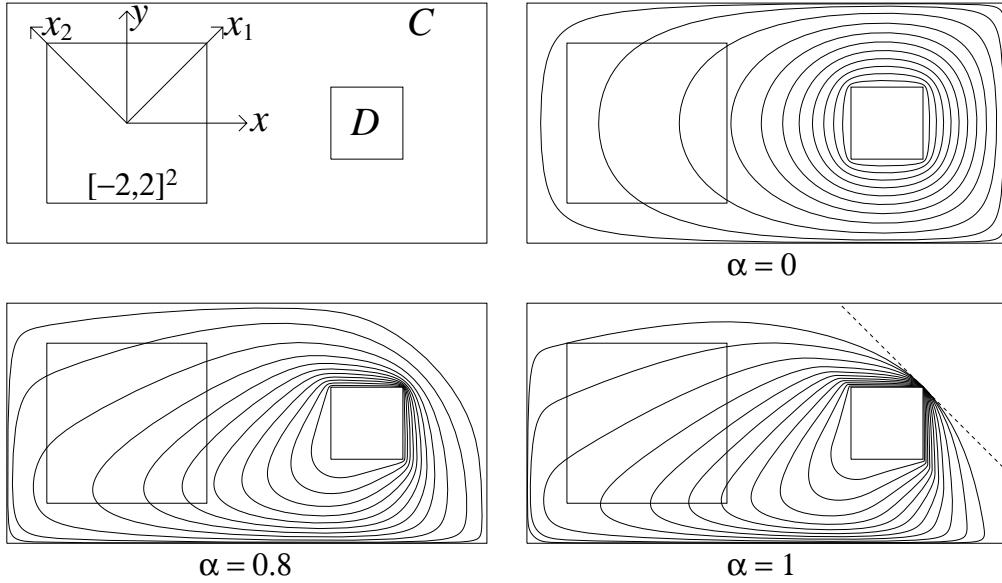 x₂ y x₁ C
x D
[−2,2]²
α = 0
α = 0.8 α = 1